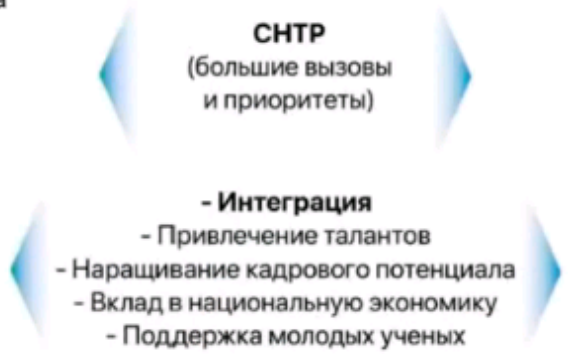 СНТР
(большие вызовы
и приоритеты)
- Интеграция
- Привлечение талантов
- Наращивание кадрового потенциала
- Вклад в национальную экономику
- Поддержка молодых ученых